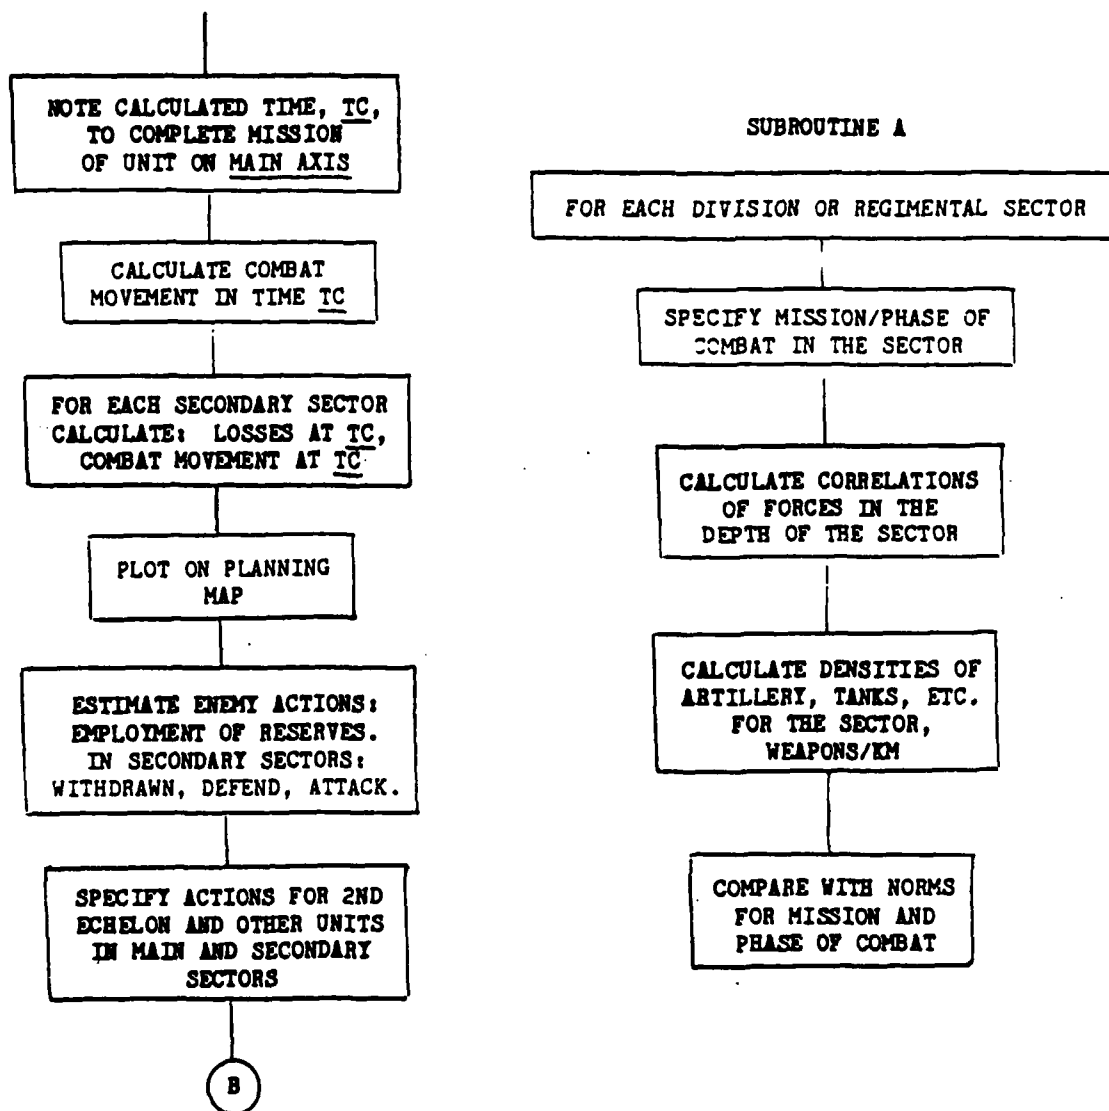 NOTE CALCULATED TIME, TC,
TO COMPLETE MISSION
OF UNIT ON MAIN AXIS
CALCULATE COMBAT
MOVEMENT IN TIME TC
FOR EACH SECONDARY SECTOR
CALCULATE: LOSSES AT TC,
COMBAT MOVEMENT AT TC
PLOT ON PLANNING
MAP
ESTIMATE ENEMY ACTIONS:
EMPLOYMENT OF RESERVES.
IN SECONDARY SECTORS:
WITHDRAWN, DEFEND, ATTACK.
SPECIFY ACTIONS FOR 2ND
ECHELON AND OTHER UNITS
IN MAIN AND SECONDARY
SECTORS
B
SUBROUTINE A
FOR EACH DIVISION OR REGIMENTAL SECTOR
SPECIFY MISSION/PHASE OF
COMBAT IN THE SECTOR
CALCULATE CORRELATIONS
OF FORCES IN THE
DEPTH OF THE SECTOR
CALCULATE DENSITIES OF
ARTILLERY, TANKS, ETC.
FOR THE SECTOR,
WEAPONS/KM
COMPARE WITH NORMS
FOR MISSION AND
PHASE OF COMBAT